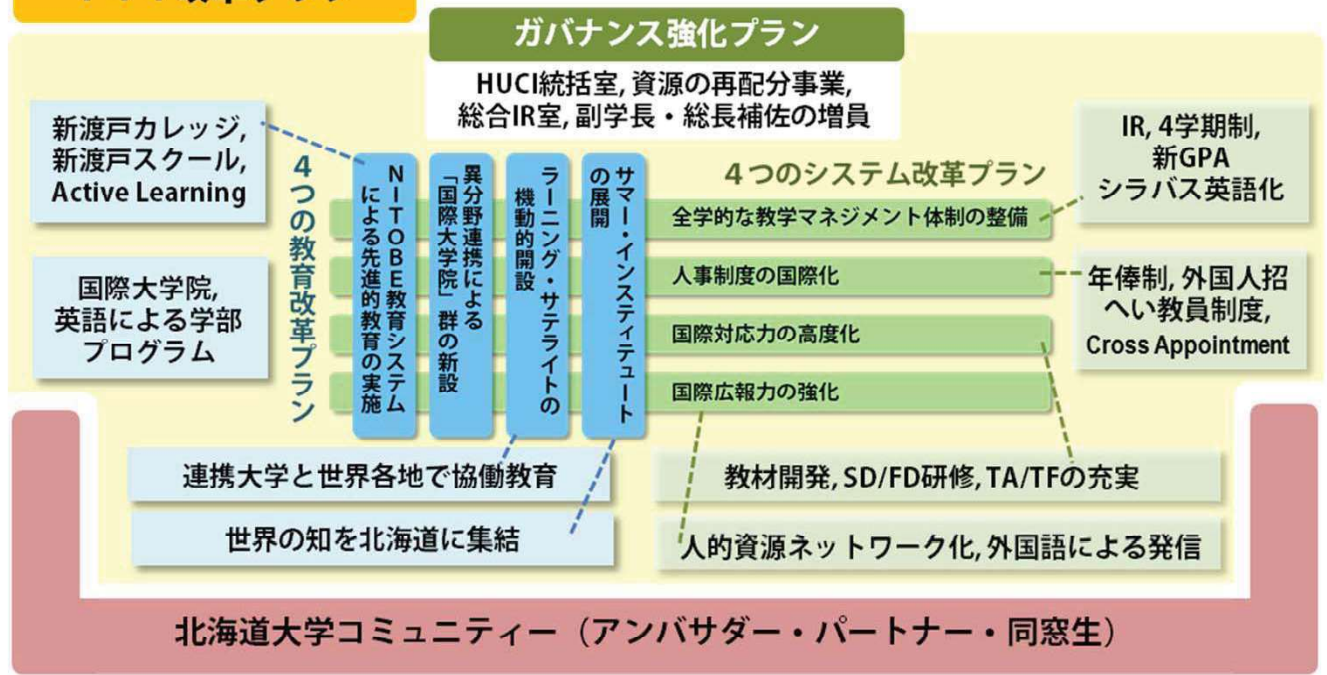 改革プラン
ガバナンス強化プラン
HUCI統括室, 資源の再配分事業,
総合IR室, 副学長・総長補佐の増員
新渡戸カレッジ,
新渡戸スクール,
Active Learning
国際大学院,
英語による学部
プログラム
4つの教育改革プラン
NITOBE教育システム
による先進的教育の実施
異分野連携による
「国際大学院」群の新設
ラーニング・サテライトの
機動的開設
サマー・インスティテュート
の展開
4つのシステム改革プラン
全学的な教学マネジメント体制の整備
人事制度の国際化
国際対応力の高度化
国際広報力の強化
IR, 4学期制,
新GPA
シラバス英語化
年俸制, 外国人招
へい教員制度,
Cross Appointment
連携大学と世界各地で協働教育
世界の知を北海道に集結
教材開発, SD/FD研修, TA/TFの充実
人的資源ネットワーク化, 外国語による発信
北海道大学コミュニティー（アンバサダー・パートナー・同窓生）